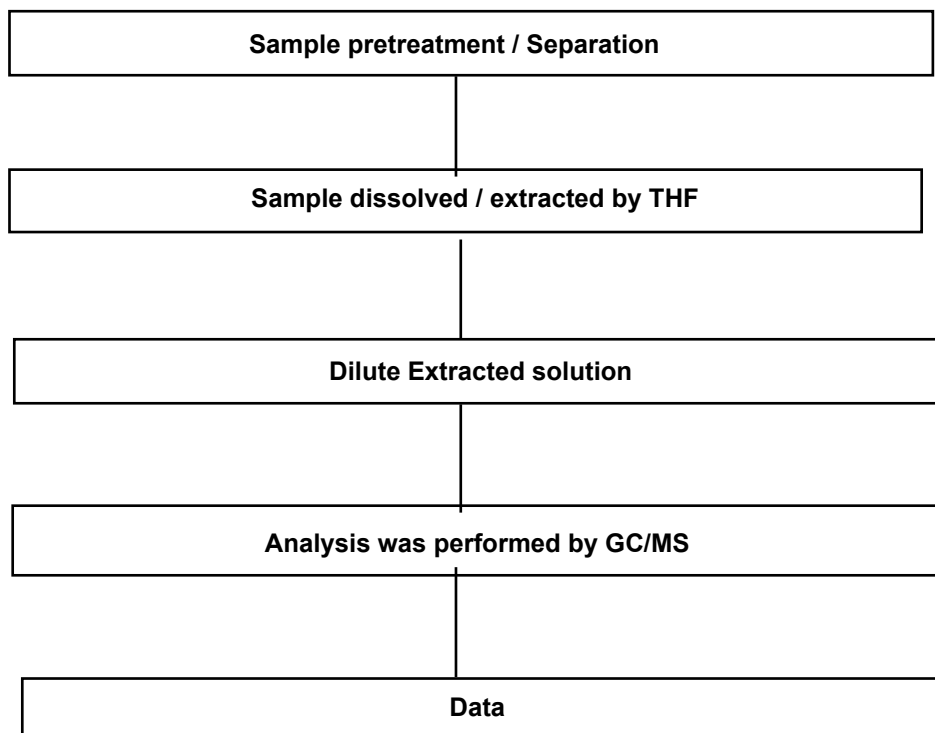 Sample pretreatment / Separation
Sample dissolved / extracted by THF
Dilute Extracted solution
Analysis was performed by GC/MS
Data